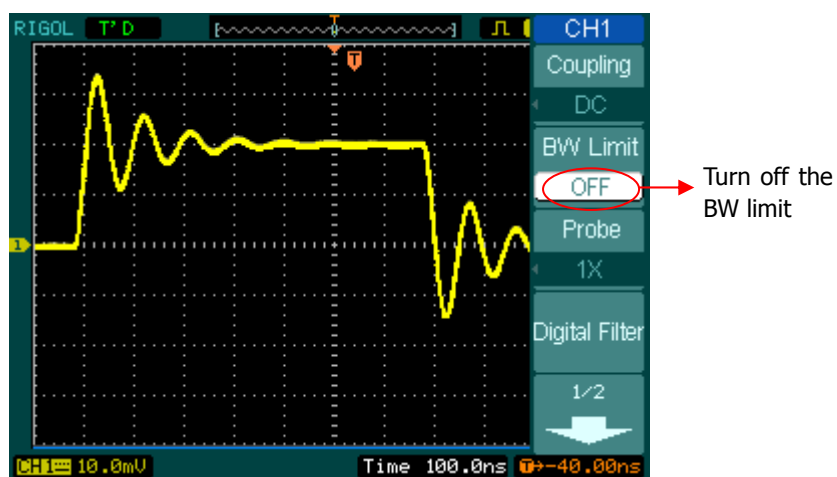 RIGOL T'D T CH1
T
Coupling
DC
BW Limit
OFF
Turn off the
BW limit
Probe
1
1X
Digital Filter
1/2
CH1 10.0mV Time 100.0ns T→-40.00ns